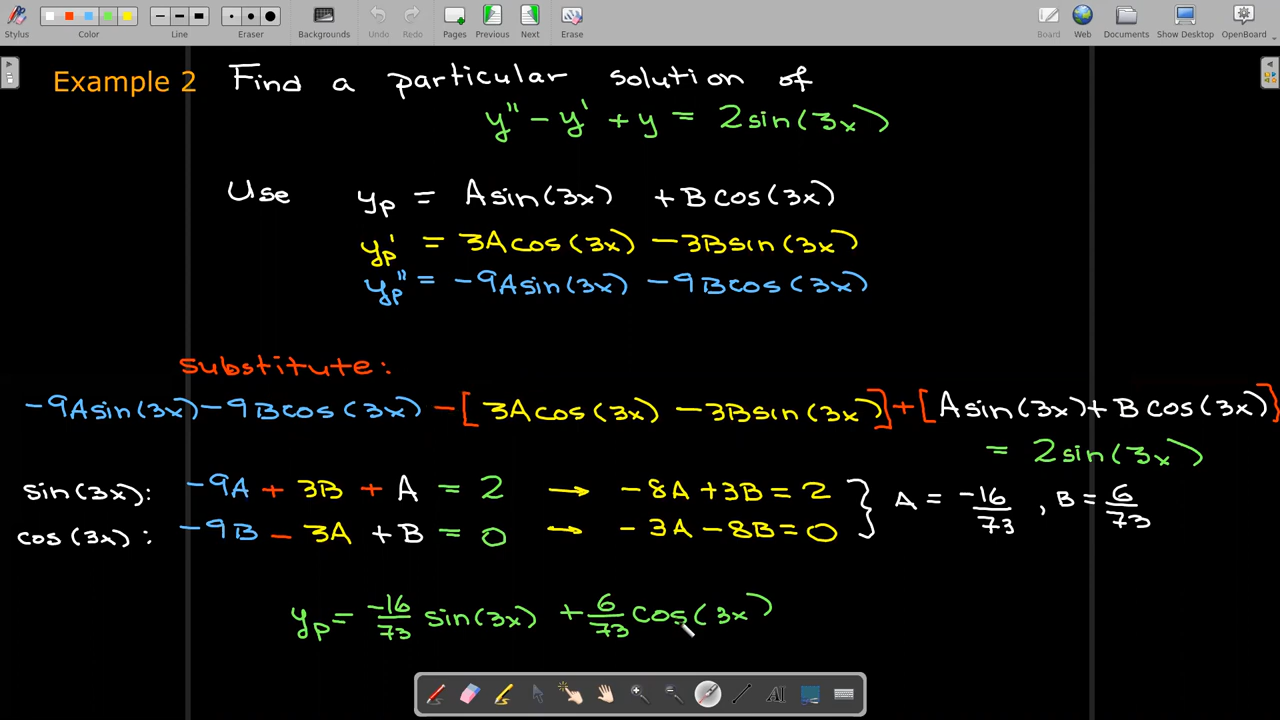 Stylus Color Line Eraser Backgrounds Undo Redo Pages Previous Next Erase Board Web Documents Show Desktop OpenBoard
Example 2 Find a particular solution of
y'' - y' + y = 2sin(3x)
Use yₚ = Asin(3x) + Bcos(3x)
yₚ' = 3Acos(3x) - 3Bsin(3x)
yₚ'' = -9Asin(3x) - 9Bcos(3x)
substitute:
-9Asin(3x) - 9Bcos(3x) - [3Acos(3x) - 3Bsin(3x)] + [Asin(3x) + Bcos(3x)]
= 2sin(3x)
sin(3x): -9A + 3B + A = 2 → -8A + 3B = 2 } A = -16/73, B = 6/73
cos(3x): -9B - 3A + B = 0 → -3A - 8B = 0
yₚ = -16/73 sin(3x) + 6/73 cos(3x)